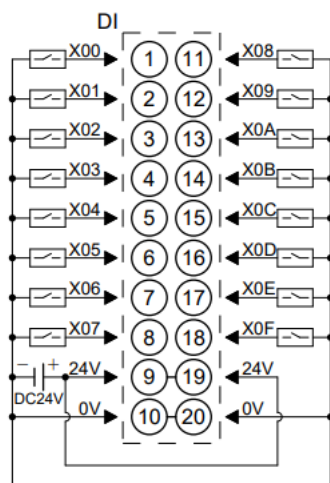 DI
X00 1 11 X08
X01 2 12 X09
X02 3 13 X0A
X03 4 14 X0B
X04 5 15 X0C
X05 6 16 X0D
X06 7 17 X0E
X07 8 18 X0F
− + 24V 9 19 24V
DC24V
0V 10 20 0V